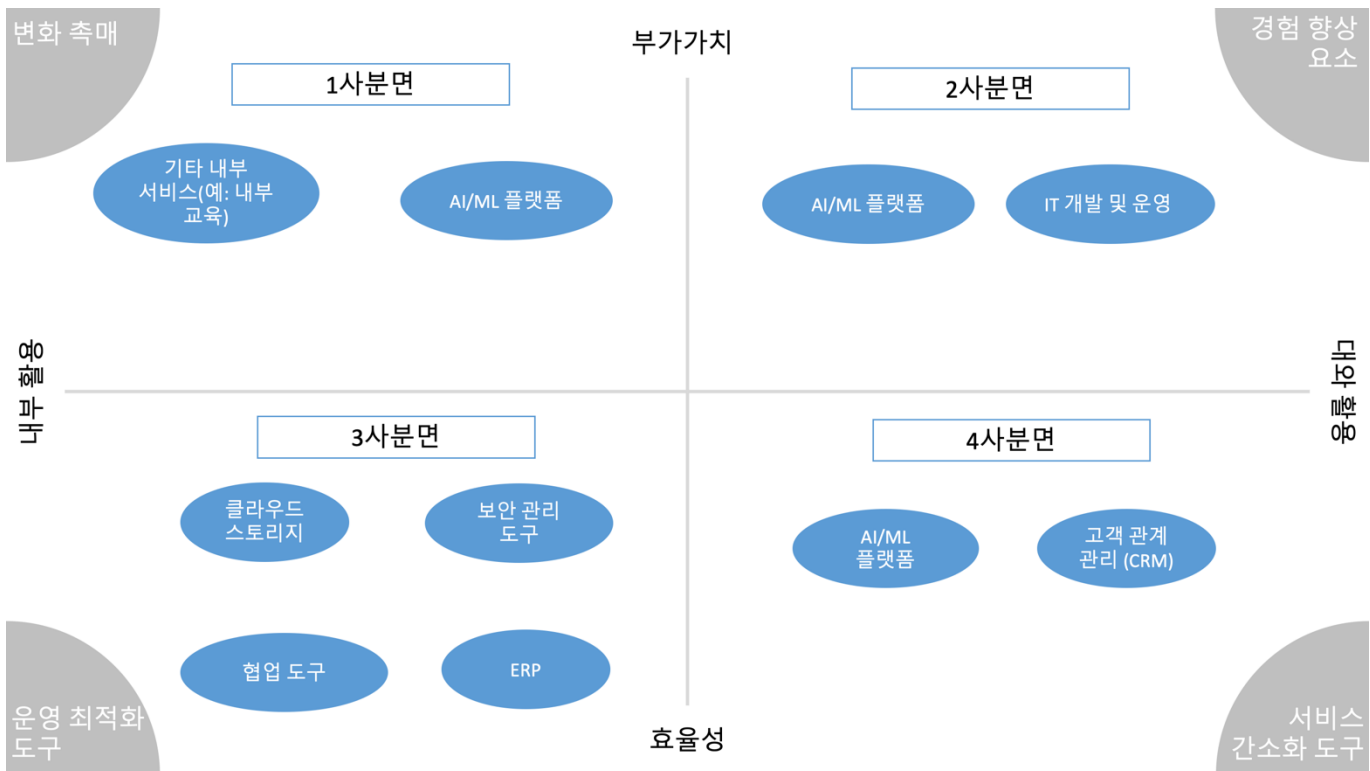 변화 촉매
부가가치
경험 향상
요소
1사분면
2사분면
기타 내부
서비스(예: 내부
교육)
AI/ML 플랫폼
AI/ML 플랫폼
IT 개발 및 운영
내부 활용
대외 활용
3사분면
4사분면
클라우드
스토리지
보안 관리
도구
AI/ML
플랫폼
고객 관계
관리 (CRM)
협업 도구
ERP
운영 최적화
도구
효율성
서비스
간소화 도구